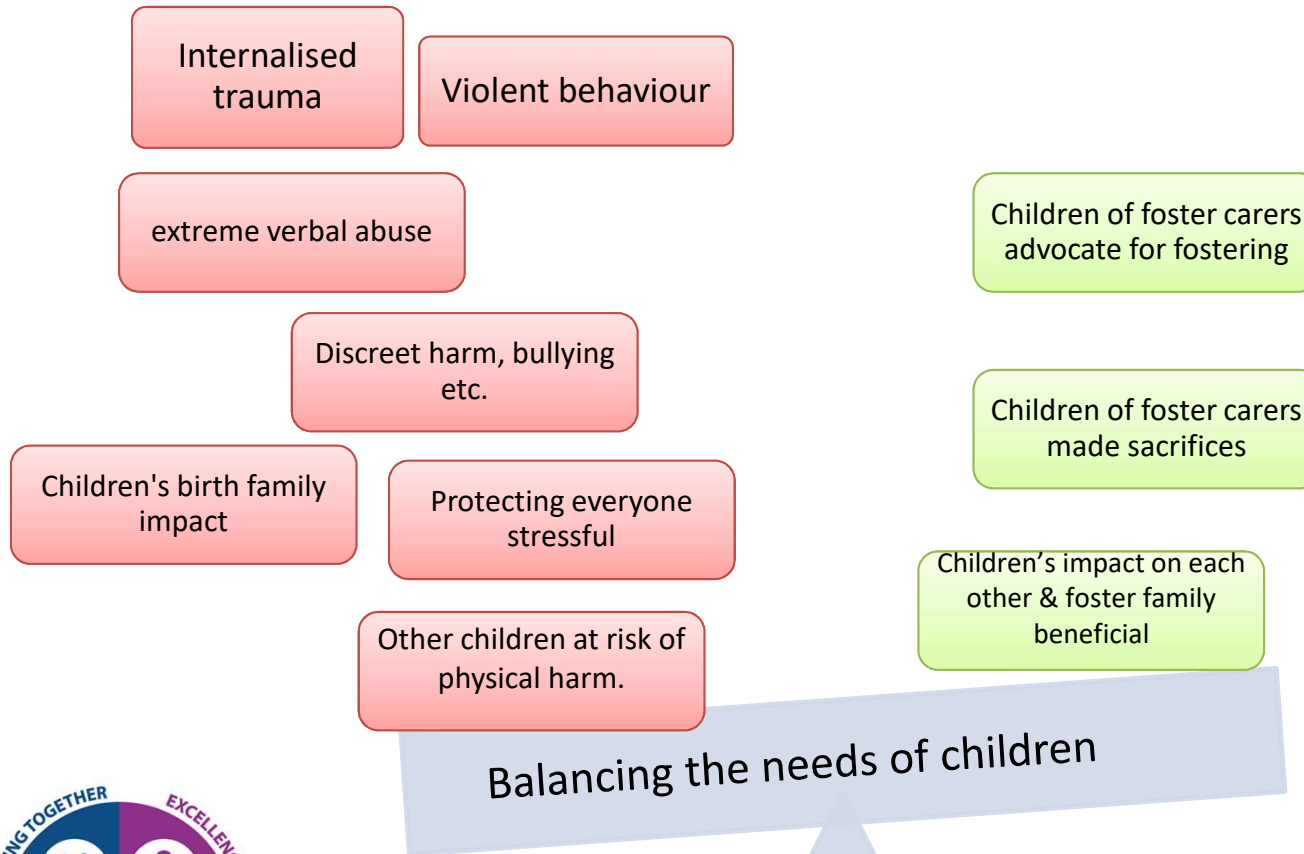 Internalised
trauma
Violent behaviour
extreme verbal abuse
Discreet harm, bullying
etc.
Children's birth family
impact
Protecting everyone
stressful
Other children at risk of
physical harm.
Children of foster carers
advocate for fostering
Children of foster carers
made sacrifices
Children’s impact on each
other & foster family
beneficial
Balancing the needs of children
TOGETHER